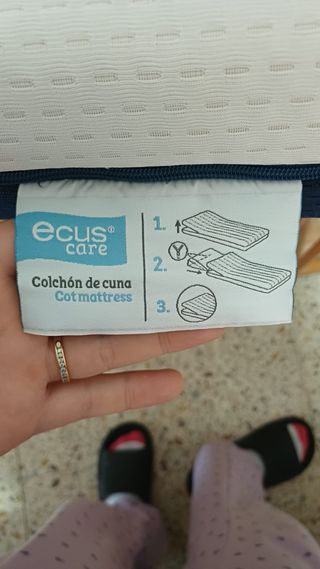 ecus®
care
Colchón de cuna
Cot mattress
1.
2.
Y
3.